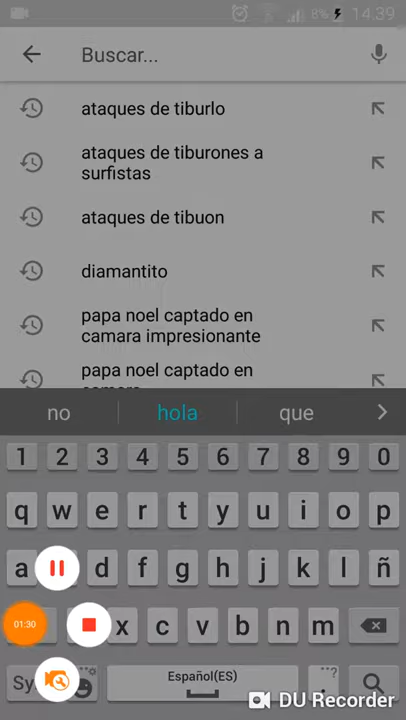 8% 14.39
Buscar...
ataques de tiburlo
ataques de tiburones a
surfistas
ataques de tibuon
diamantito
papa noel captado en
camara impresionante
papa noel captado en
no hola que
1 2 3 4 5 6 7 8 9 0
q w e r t y u i o p
a d f g h j k l ñ
01:30 x c v b n m
Sy Español(ES) .
DU Recorder